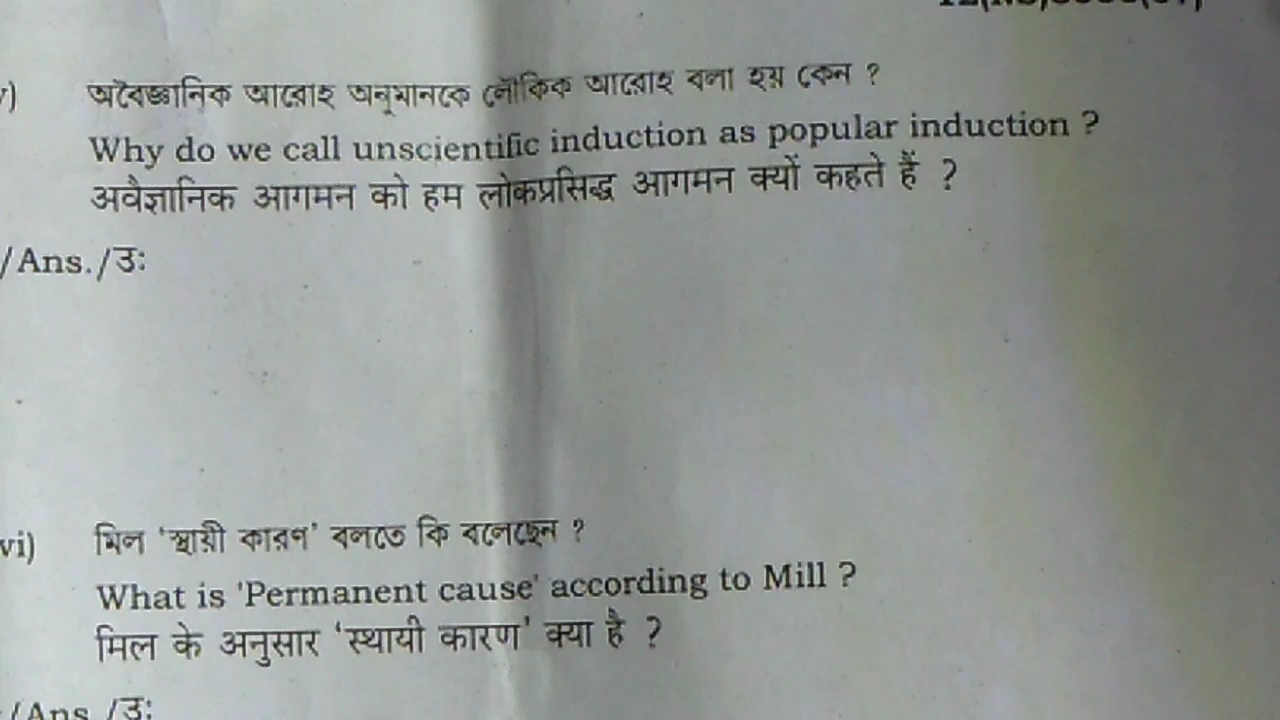 v) অবৈজ্ঞানিক আরোহ অনুমানকে লৌকিক আরোহ বলা হয় কেন ?
Why do we call unscientific induction as popular induction ?
अवैज्ञानिक आगमन को हम लोकप्रसिद्ध आगमन क्यों कहते हैं ?
/Ans./उः
vi) মিল ‘স্থায়ী কারণ’ বলতে কি বলেছেন ?
What is 'Permanent cause' according to Mill ?
मिल के अनुसार ‘स्थायी कारण’ क्या है ?
/Ans./उः